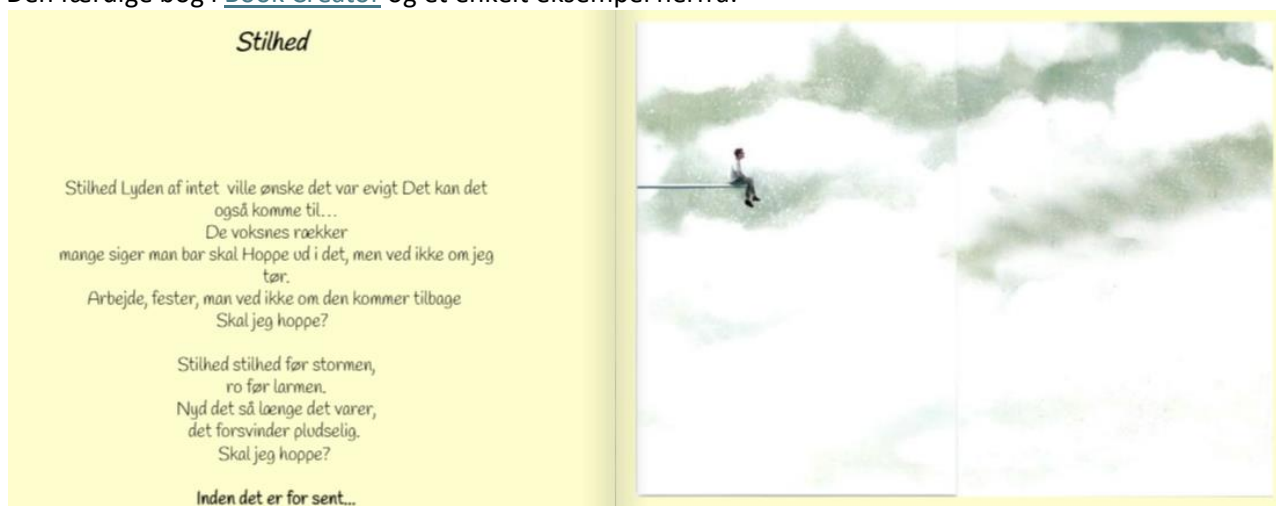 Den færdige bog i Book Creator og et enkelt eksempel herfra:
Stilhed
Stilhed Lyden af intet ville ønske det var evigt Det kan det
også komme til...
De voksnes rækker
mange siger man bar skal Hoppe ud i det, men ved ikke om jeg
tør.
Arbejde, fester, man ved ikke om den kommer tilbage
Skal jeg hoppe?
Stilhed stilhed før stormen,
ro før larmen.
Nyd det så længe det varer,
det forsvinder pludselig.
Skal jeg hoppe?
Inden det er for sent...